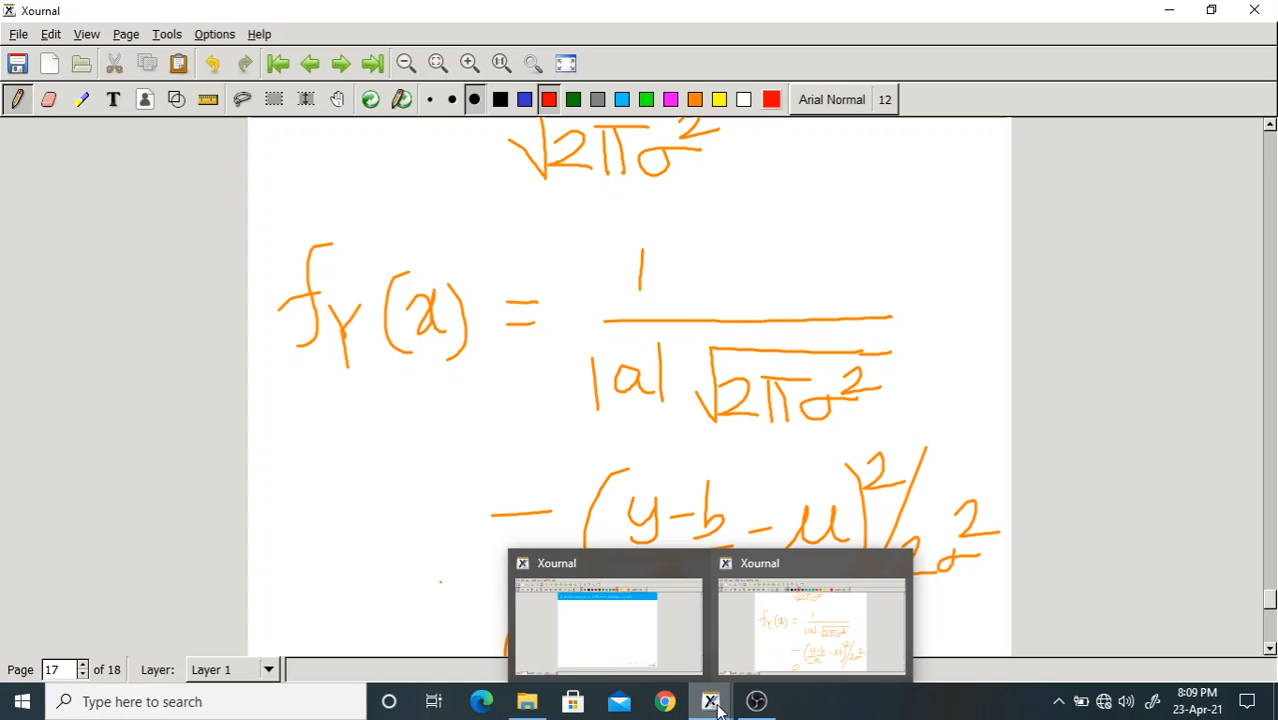 Xournal
File Edit View Page Tools Options Help
Arial Normal 12
√2πσ²
fY(x) = 1
|a| √2πσ²
- (y-b - μ)²/2σ²
Xournal Xournal
Page 17 of 18 Layer: Layer 1
Type here to search
8:09 PM
23-Apr-21